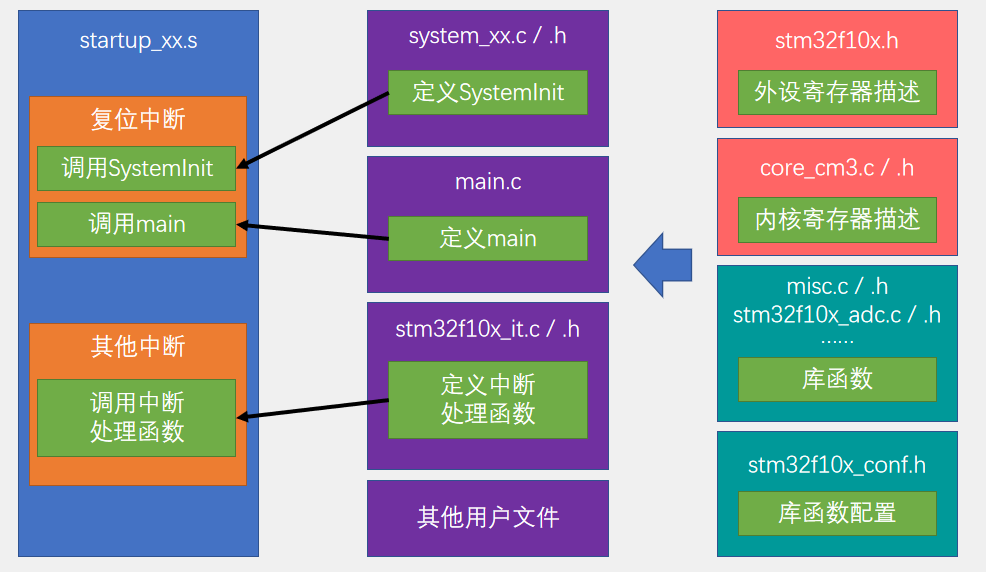 startup_xx.s
复位中断
调用SystemInit
调用main
其他中断
调用中断
处理函数
system_xx.c / .h
定义SystemInit
main.c
定义main
stm32f10x_it.c / .h
定义中断
处理函数
其他用户文件
stm32f10x.h
外设寄存器描述
core_cm3.c / .h
内核寄存器描述
misc.c / .h
stm32f10x_adc.c / .h
……
库函数
stm32f10x_conf.h
库函数配置